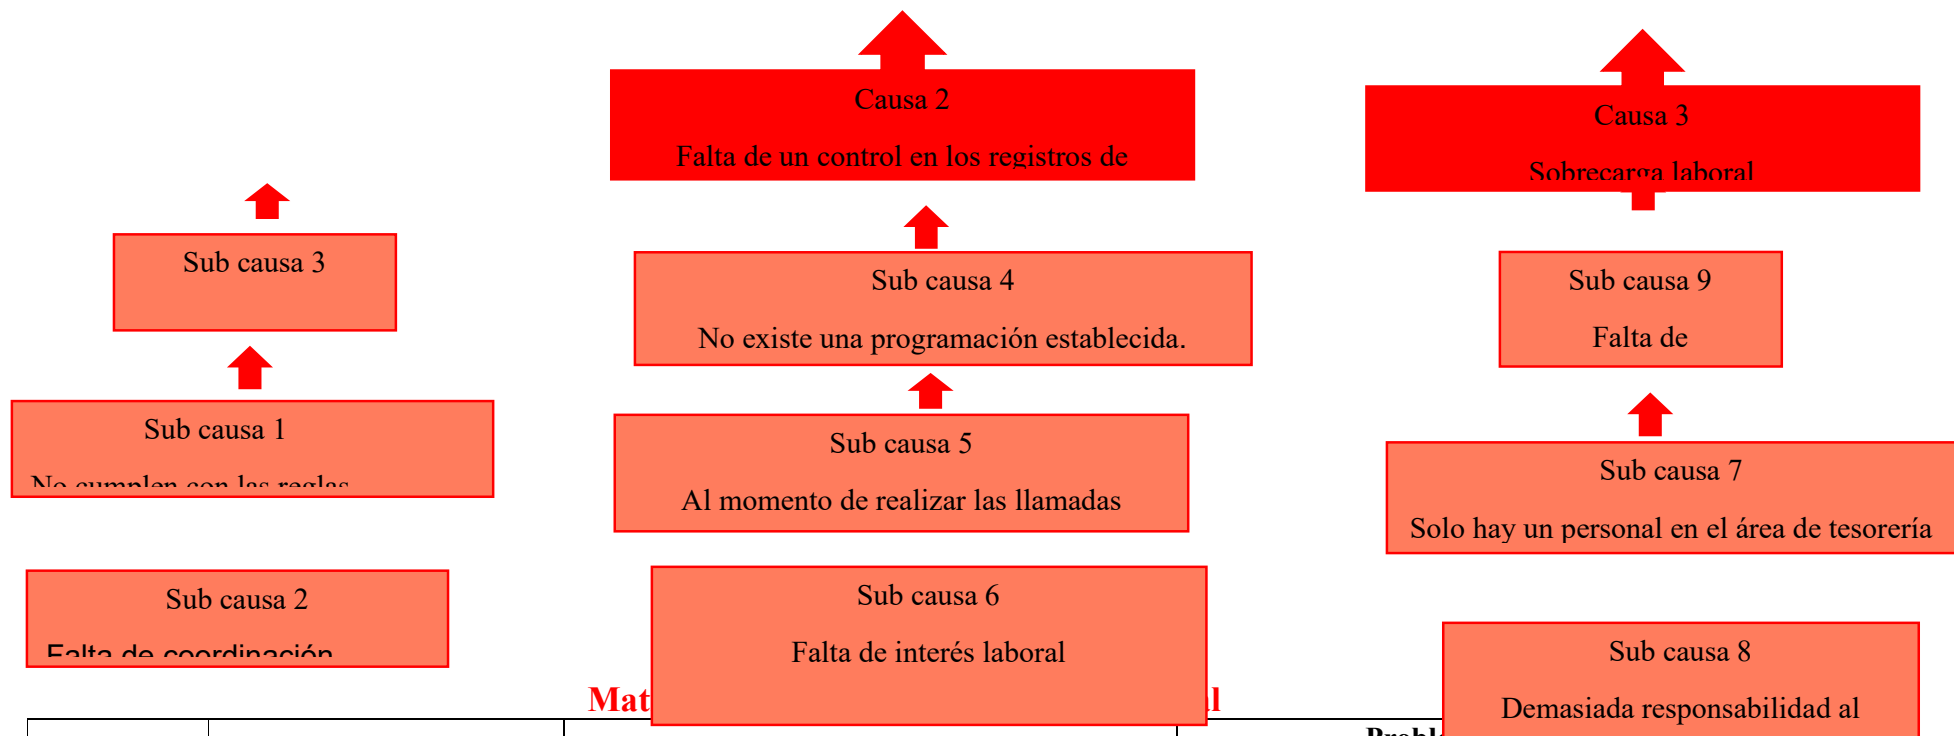 Causa 2
Falta de un control en los registros de
Causa 3
Sobrecarga laboral
Sub causa 3
Sub causa 4
No existe una programación establecida.
Sub causa 9
Falta de
Sub causa 1
No cumplen con las reglas
Sub causa 5
Al momento de realizar las llamadas
Sub causa 7
Solo hay un personal en el área de tesorería
Sub causa 2
Falta de coordinación
Sub causa 6
Falta de interés laboral
Sub causa 8
Demasiada responsabilidad al